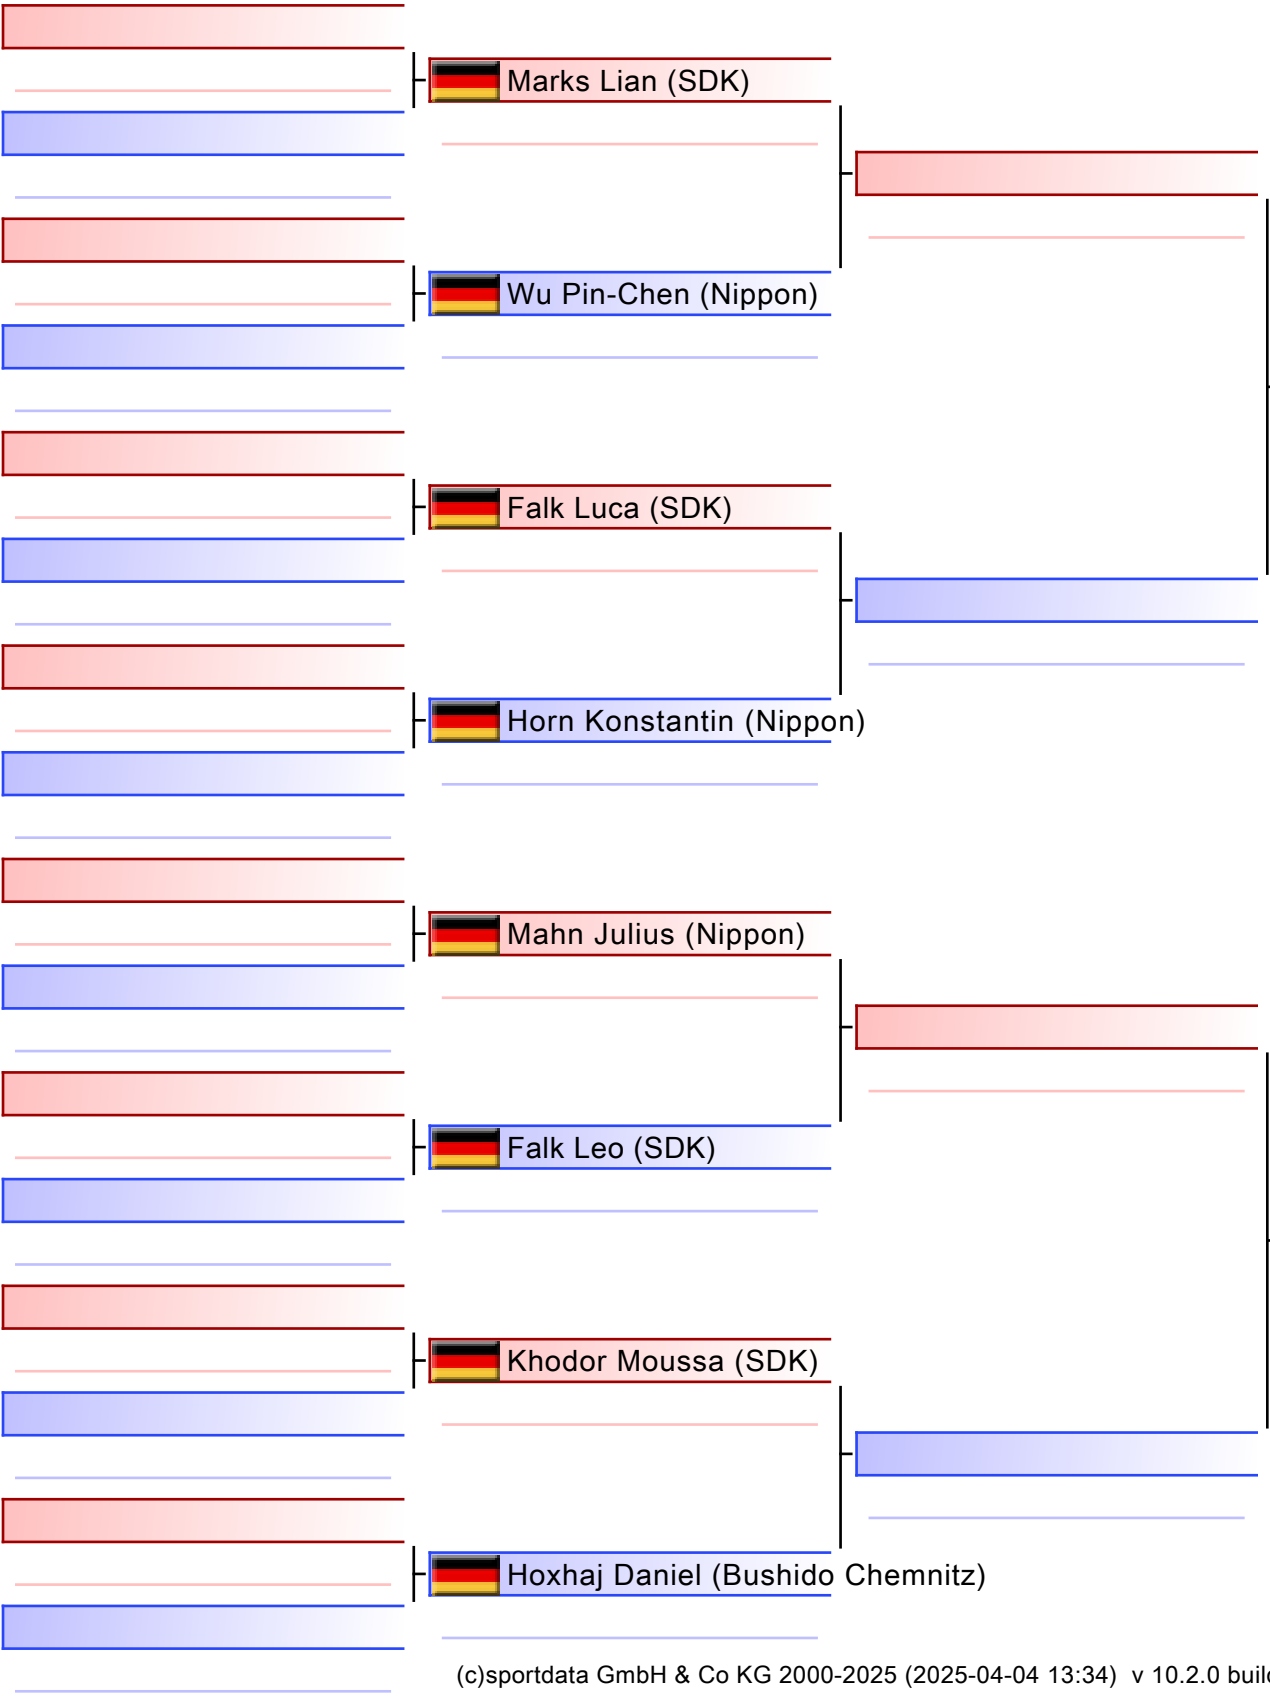 Marks Lian (SDK)
Wu Pin-Chen (Nippon)
Falk Luca (SDK)
Horn Konstantin (Nippon)
Mahn Julius (Nippon)
Falk Leo (SDK)
Khodor Moussa (SDK)
Hoxhaj Daniel (Bushido Chemnitz)
(c)sportdata GmbH & Co KG 2000-2025 (2025-04-04 13:34) v 10.2.0